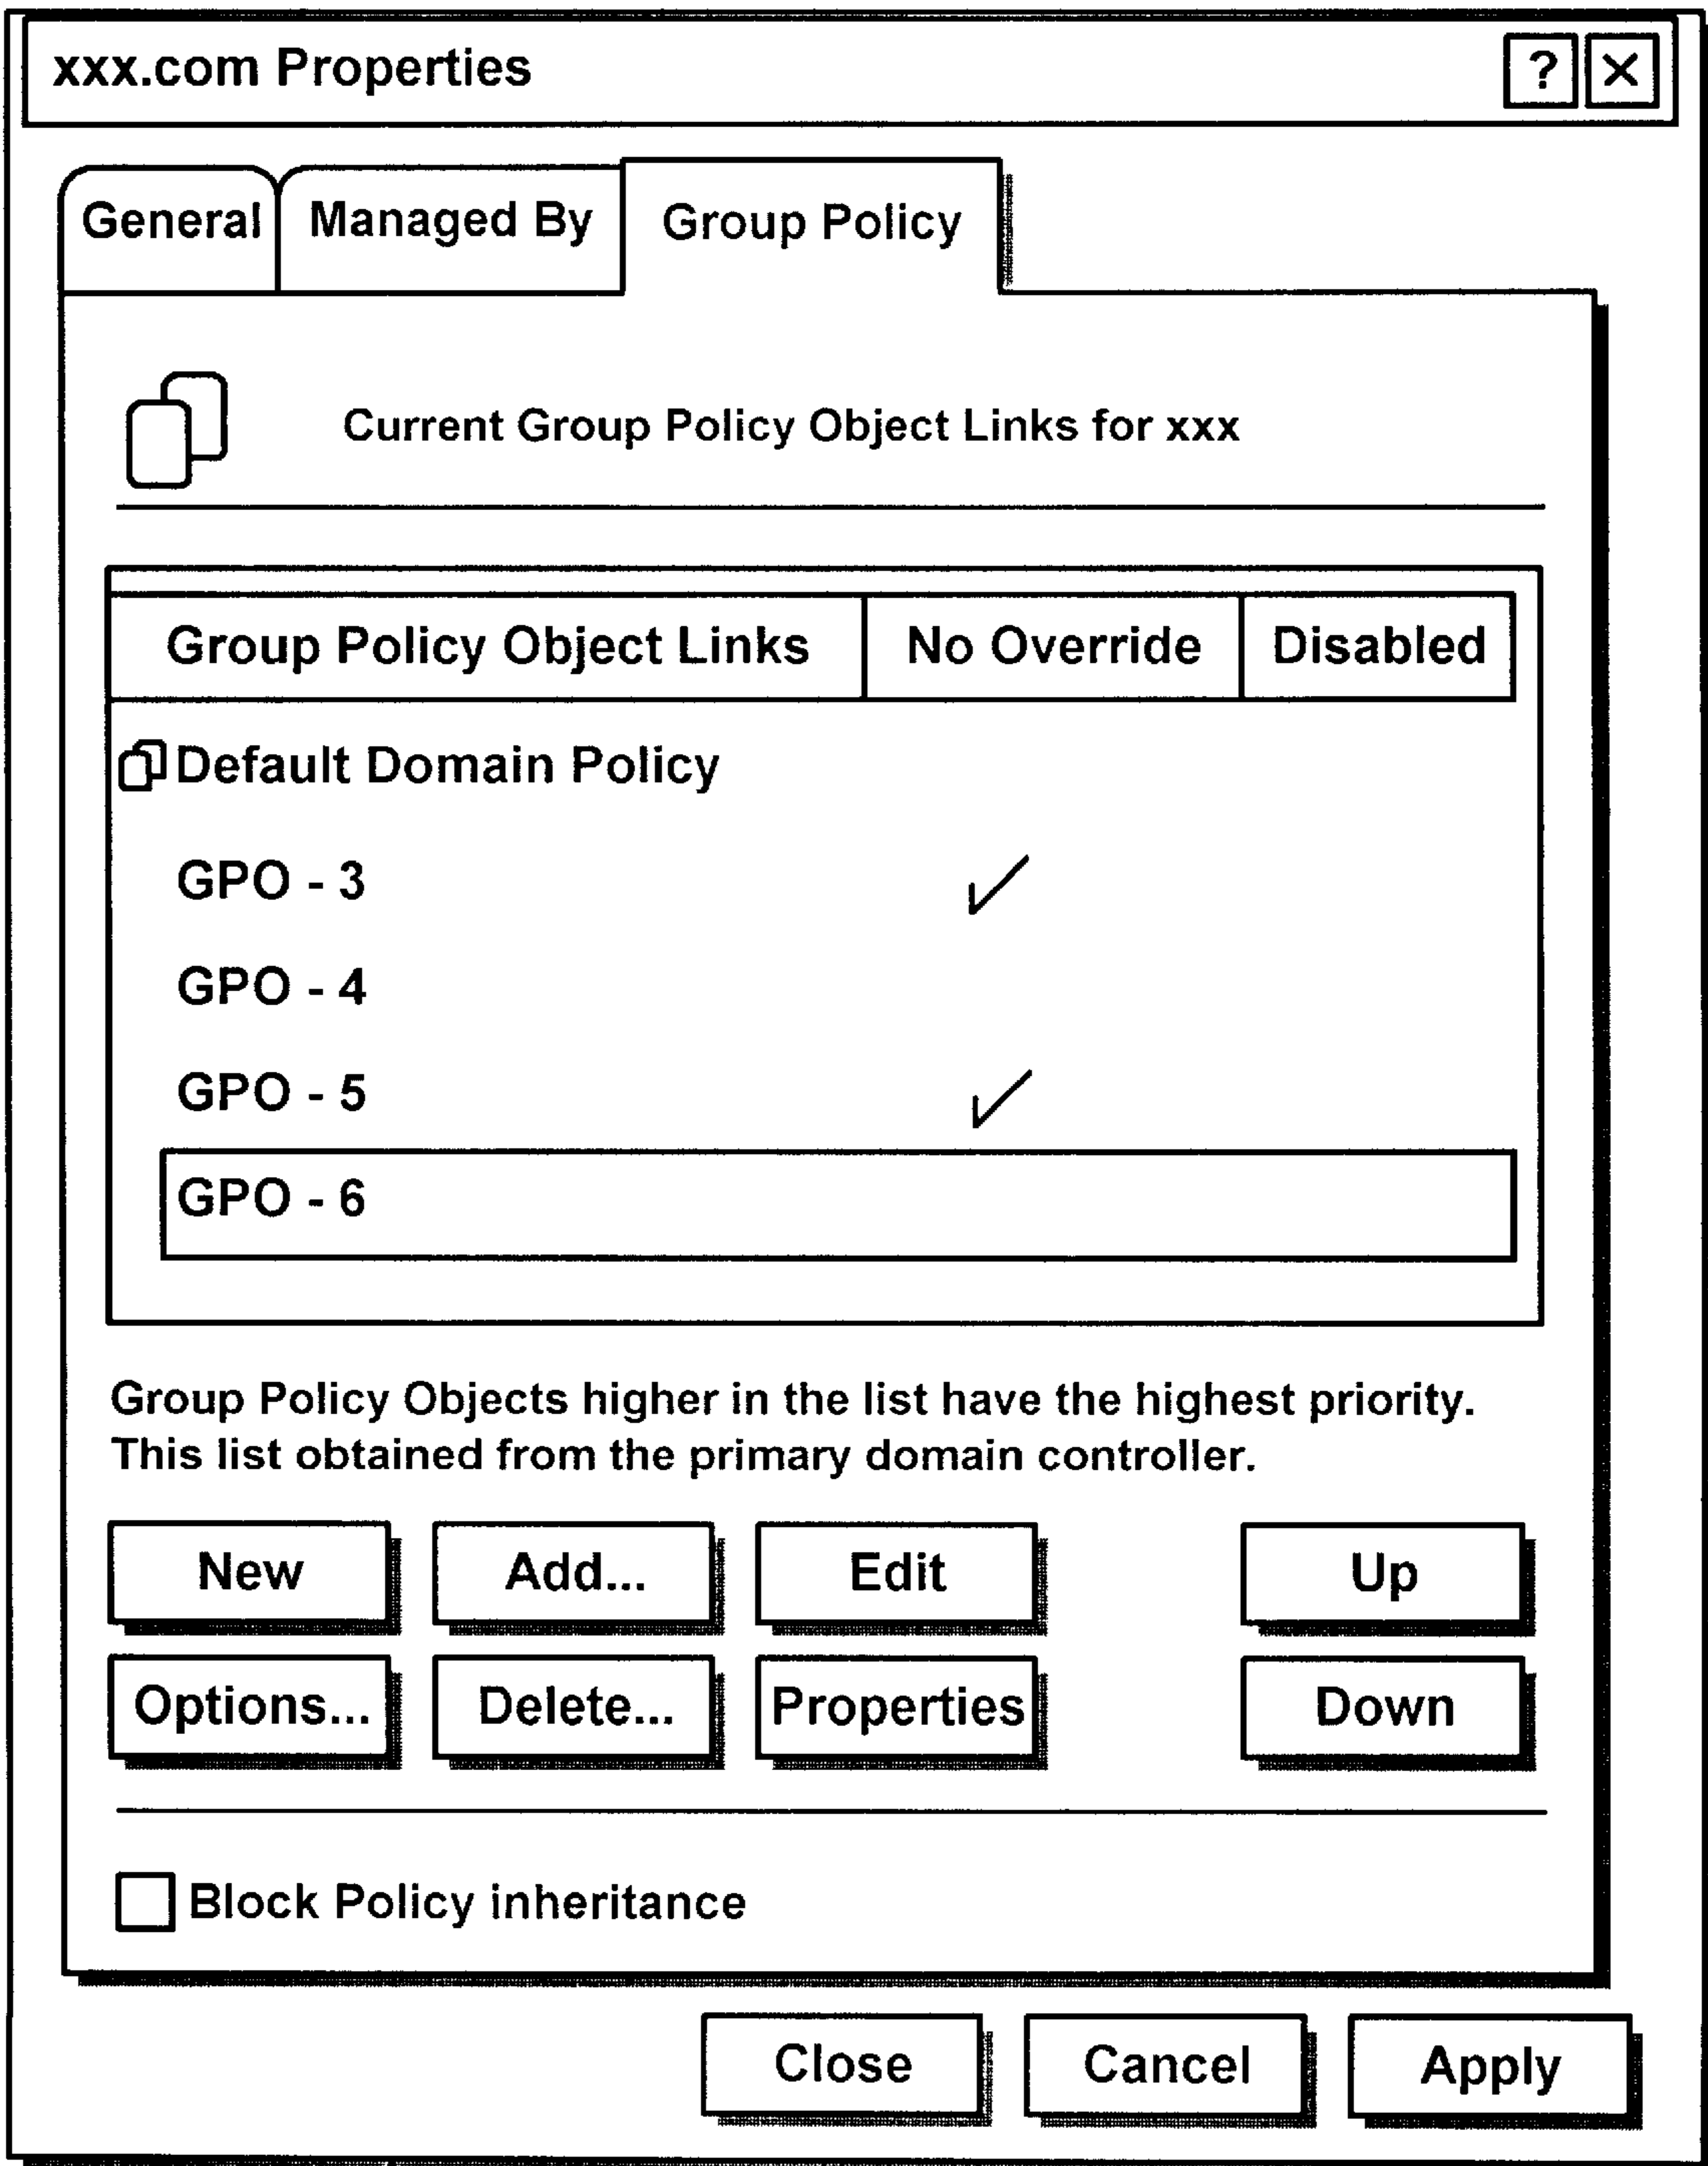 xxx.com Properties ? X
General Managed By Group Policy
Current Group Policy Object Links for xxx
Group Policy Object Links No Override Disabled
Default Domain Policy
GPO - 3 ✓
GPO - 4
GPO - 5 ✓
GPO - 6
Group Policy Objects higher in the list have the highest priority.
This list obtained from the primary domain controller.
New Add... Edit Up
Options... Delete... Properties Down
Block Policy inheritance
Close Cancel Apply